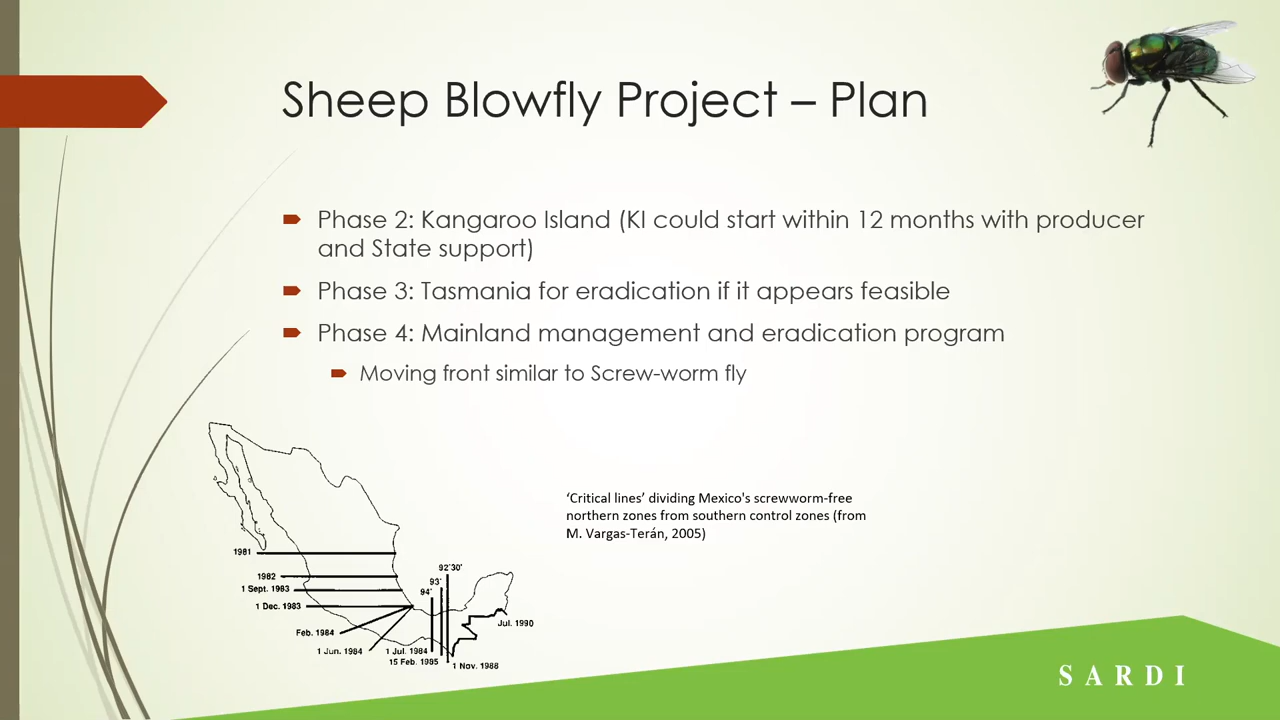 Sheep Blowfly Project – Plan
Phase 2: Kangaroo Island (KI could start within 12 months with producer
and State support)
Phase 3: Tasmania for eradication if it appears feasible
Phase 4: Mainland management and eradication program
Moving front similar to Screw-worm fly
‘Critical lines’ dividing Mexico's screwworm-free
northern zones from southern control zones (from
M. Vargas-Terán, 2005)
1981
1982
1 Sept. 1983
1 Dec. 1983
Feb. 1984
1 Jun. 1984
1 Jul. 1984
15 Feb. 1985
94'
93'
92'30'
1 Nov. 1988
Jul. 1990
SARDI